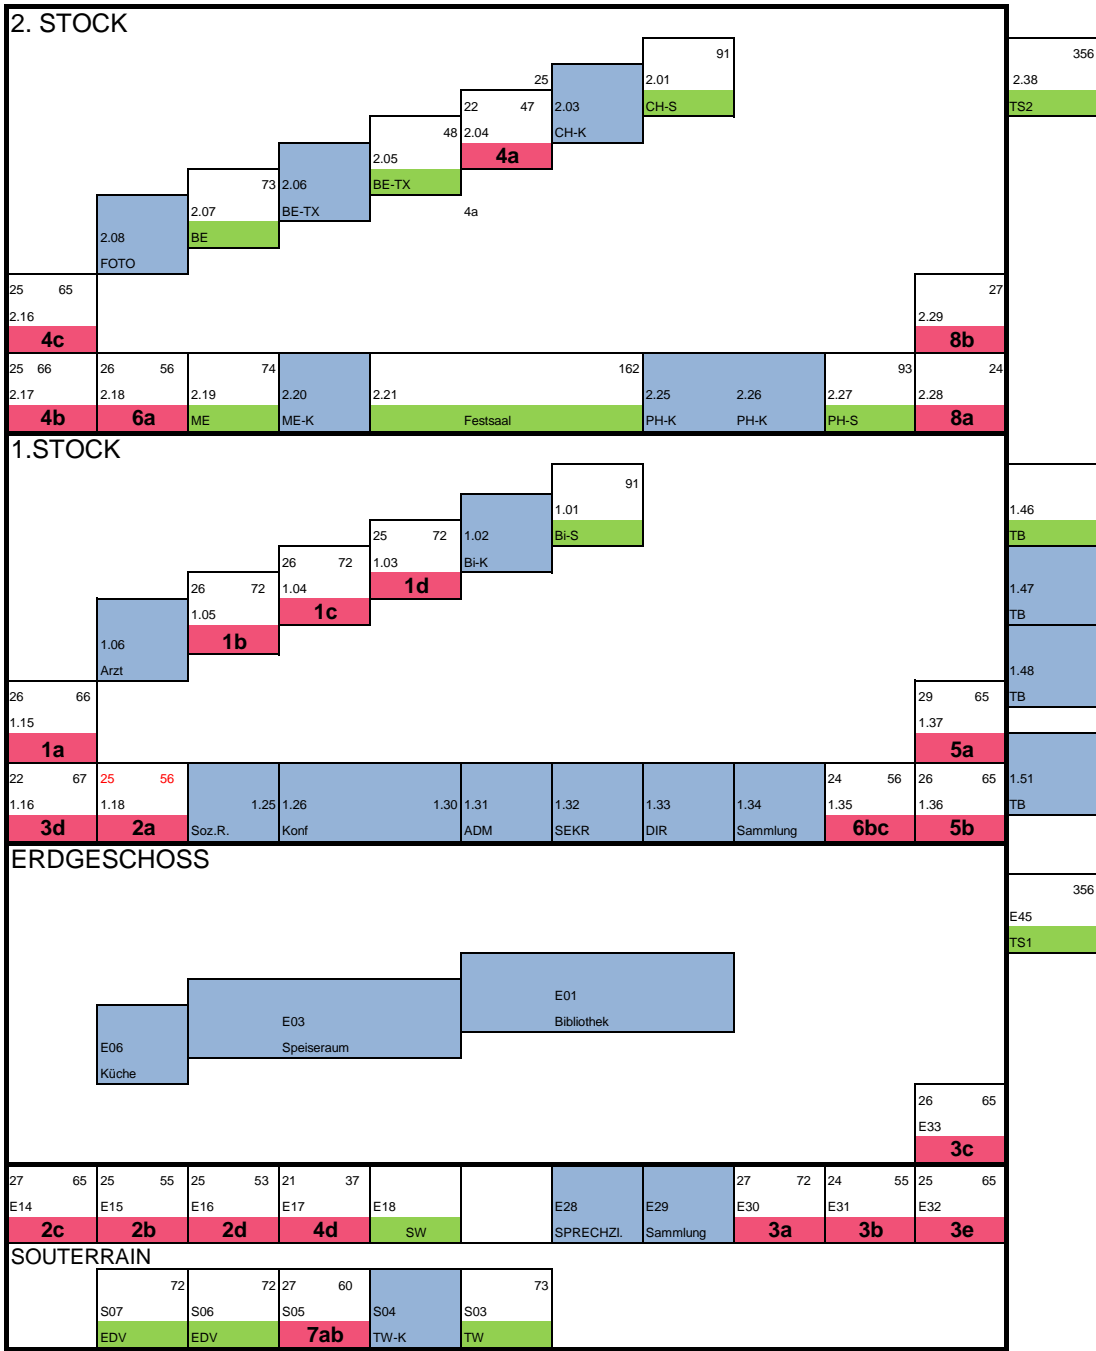 2. STOCK
91
356
25
2.01
2.38
22 47
2.03
CH-S
TS2
48
2.04
CH-K
2.05
4a
73
2.06
BE-TX
2.07
BE-TX
4a
2.08
BE
FOTO
25 65
27
2.16
2.29
4c
8b
25 66
26 56
74
162
93
24
2.17
2.18
2.19
2.20
2.21
2.25
2.26
2.27
2.28
4b
6a
ME
ME-K
Festsaal
PH-K
PH-K
PH-S
8a
1.STOCK
91
1.01
1.46
25 72
1.02
Bi-S
TB
26 72
1.03
Bi-K
26 72
1.04
1d
1.47
1.05
1c
TB
1.06
1b
Arzt
1.48
26 66
29 65
TB
1.15
1.37
1a
5a
22 67
25 56
24 56
26 65
1.16
1.18
1.25
1.26
1.30
1.31
1.32
1.33
1.34
1.35
1.36
1.51
3d
2a
Soz.R.
Konf
ADM
SEKR
DIR
Sammlung
6bc
5b
TB
ERDGESCHOSS
356
E45
TS1
E01
E03
Bibliothek
E06
Speiseraum
Küche
26 65
E33
3c
27 65
25 55
25 53
21 37
27 72
24 55
25 65
E14
E15
E16
E17
E18
E28
E29
E30
E31
E32
2c
2b
2d
4d
SW
SPRECHZI.
Sammlung
3a
3b
3e
SOUTERRAIN
72
72
27 60
73
S07
S06
S05
S04
S03
EDV
EDV
7ab
TW-K
TW